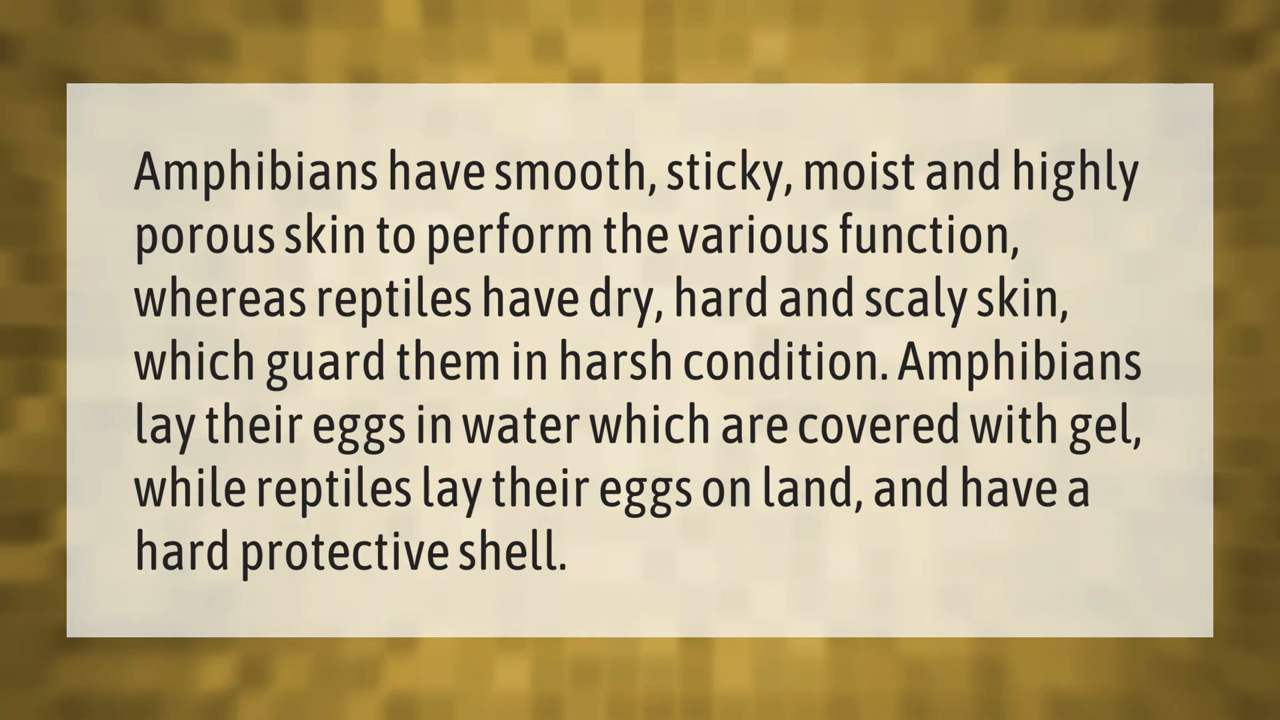 Amphibians have smooth, sticky, moist and highly
porous skin to perform the various function,
whereas reptiles have dry, hard and scaly skin,
which guard them in harsh condition. Amphibians
lay their eggs in water which are covered with gel,
while reptiles lay their eggs on land, and have a
hard protective shell.